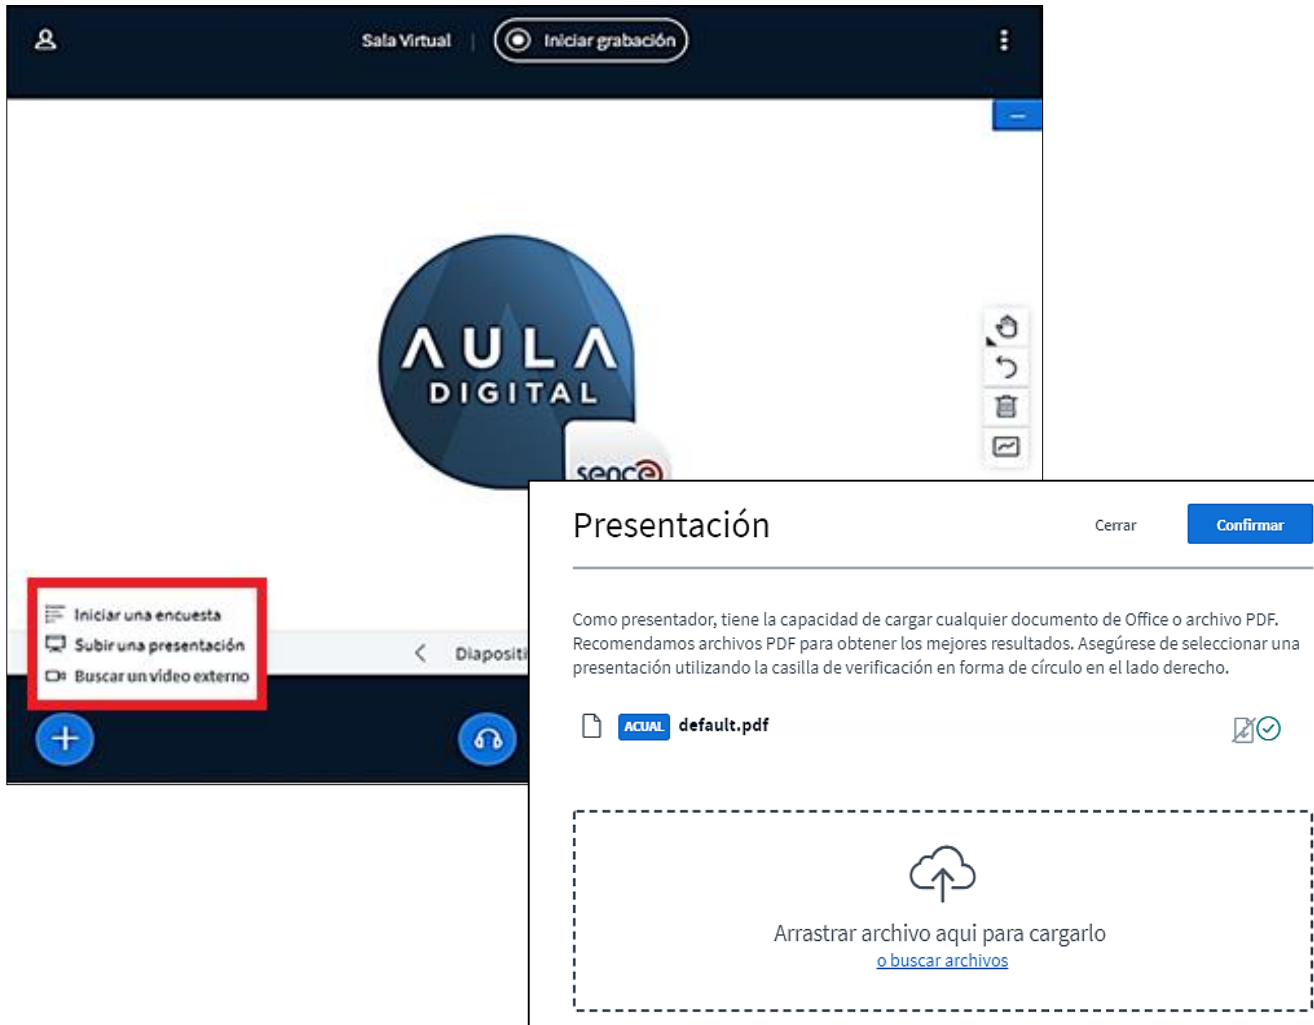 Sala Virtual | Iniciar grabación
AULA
DIGITAL
sence
Iniciar una encuesta
Subir una presentación
Buscar un vídeo externo
Presentación
Cerrar
Confirmar
Como presentador, tiene la capacidad de cargar cualquier documento de Office o archivo PDF.
Recomendamos archivos PDF para obtener los mejores resultados. Asegúrese de seleccionar una
presentación utilizando la casilla de verificación en forma de círculo en el lado derecho.
ACUAL default.pdf
Arrastrar archivo aqui para cargarlo
o buscar archivos